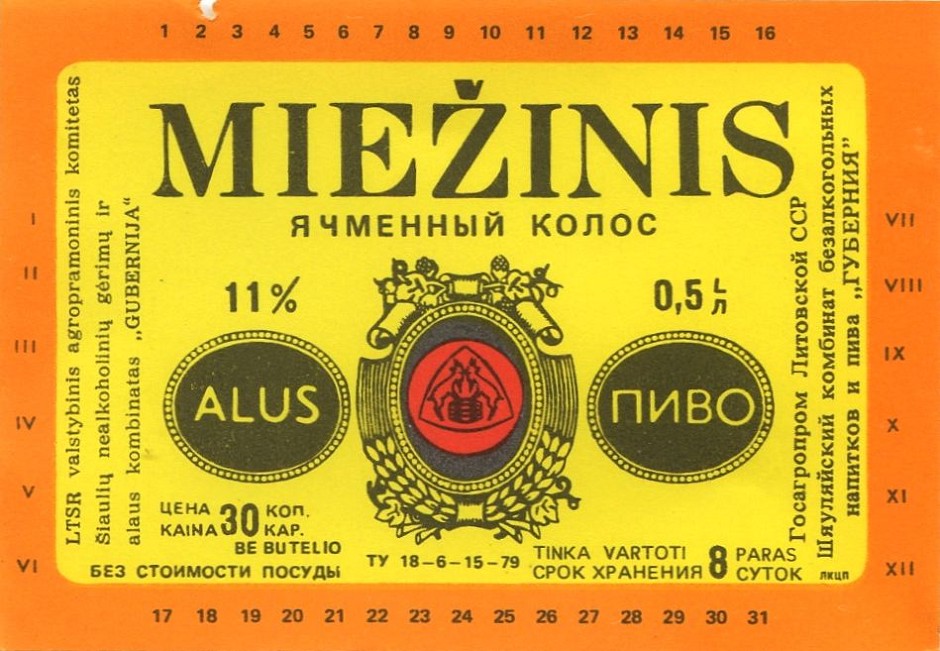 1 2 3 4 5 6 7 8 9 10 11 12 13 14 15 16
LTSR valstybinis agropramoninis komitetas
Šiaulių nealkoholinių gėrimų ir
alaus kombinatas „GUBERNIJA“
MIEŽINIS
ЯЧМЕННЫЙ КОЛОС
11%
0,5 L
Л
ALUS
ПИВО
ЦЕНА 30 КОП.
KAINA KAP.
BE BUTELIO
БЕЗ СТОИМОСТИ ПОСУДЫ
ТУ 18-6-15-79
TINKA VARTOTI 8 PARAS
СРОК ХРАНЕНИЯ СУТОК
Госагропром Литовской ССР
Шяуляйский комбинат безалкогольных
напитков и пива „ГУБЕРНИЯ”
ЛКЦП
I
II
III
IV
V
VI
VII
VIII
IX
X
XI
XII
17 18 19 20 21 22 23 24 25 26 27 28 29 30 31